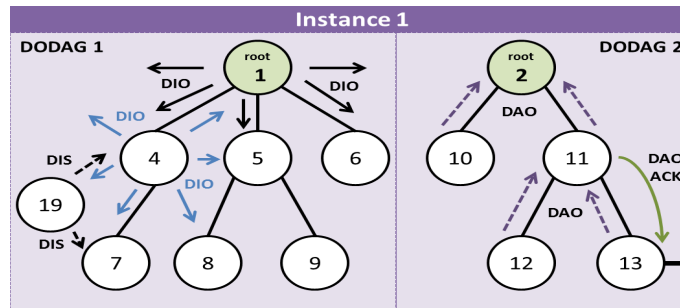 Instance 1
DODAG 1
DODAG 2
root
1
root
2
DIO
DIO
DIO
DAO
DIS
4
5
6
10
11
DAO
ACK
DIO
19
DAO
DIS
7
8
9
12
13